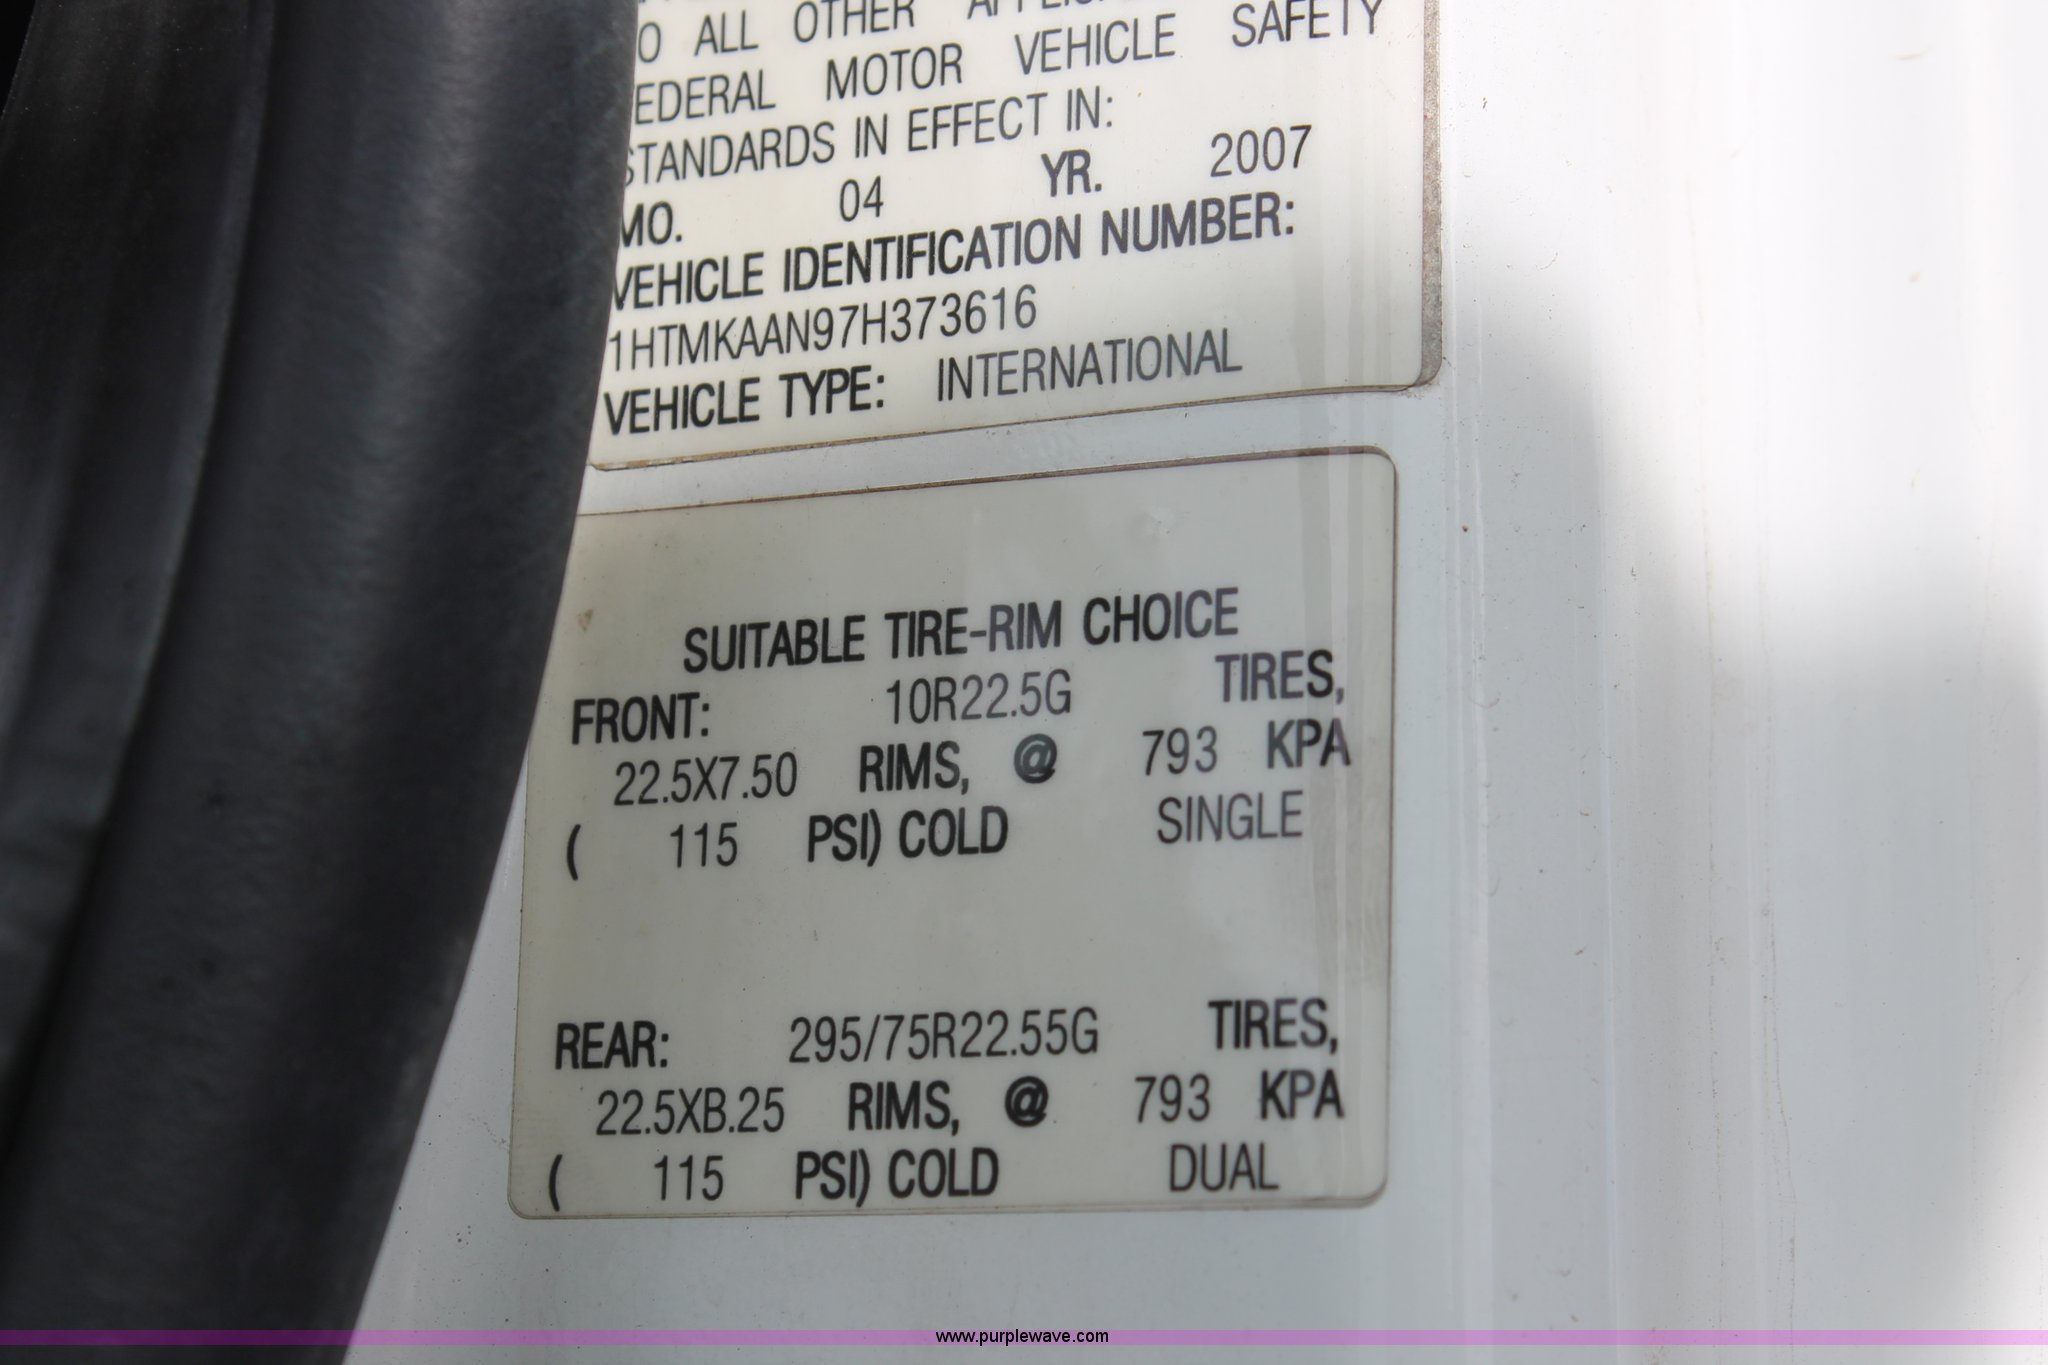 O ALL OTHER
EDERAL MOTOR VEHICLE SAFETY
STANDARDS IN EFFECT IN:
MO. 04 YR. 2007
VEHICLE IDENTIFICATION NUMBER:
1HTMKAAN97H373616
VEHICLE TYPE: INTERNATIONAL
SUITABLE TIRE-RIM CHOICE
FRONT: 10R22.5G TIRES,
22.5X7.50 RIMS, @ 793 KPA
( 115 PSI) COLD SINGLE
REAR: 295/75R22.55G TIRES,
22.5XB.25 RIMS, @ 793 KPA
( 115 PSI) COLD DUAL
www.purplewave.com